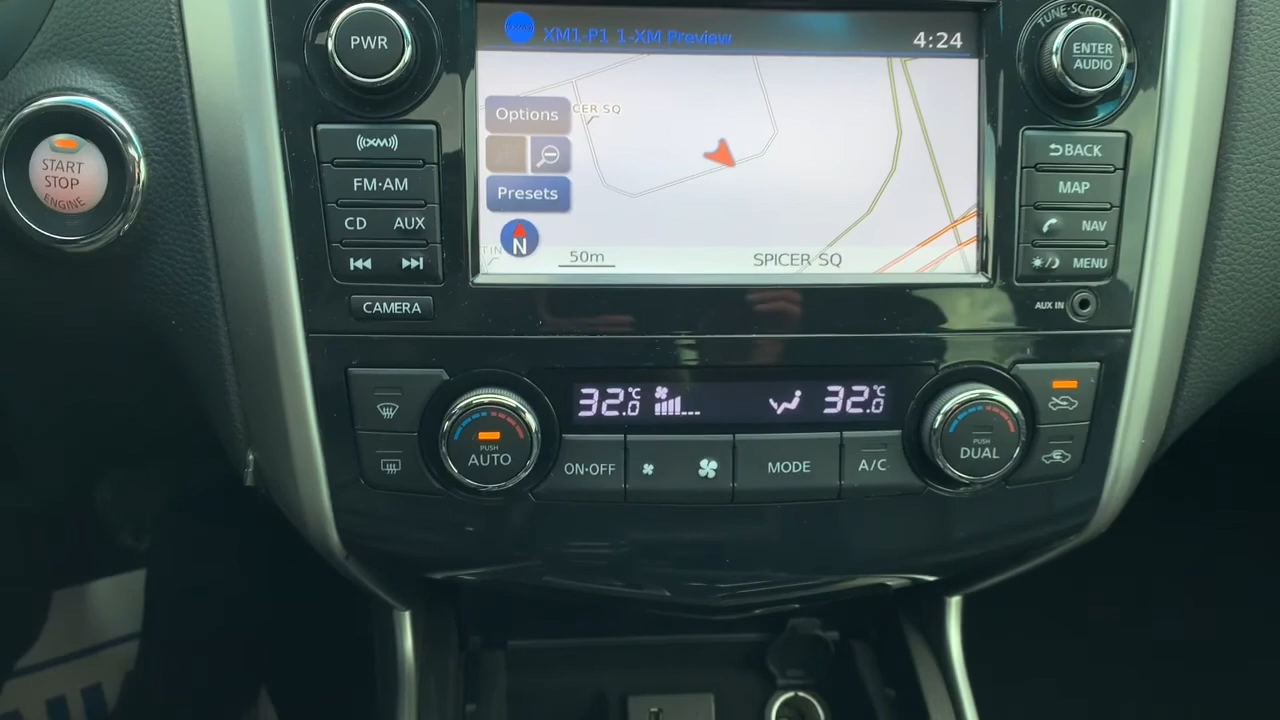 PWR
XM1-P1 1-XM Preview
4:24
TUNE·SCROLL
ENTER
AUDIO
START
STOP
ENGINE
((XM))
FM·AM
CD AUX
CAMERA
Options
CER SQ
Presets
N
TIN
50m
SPICER SQ
BACK
MAP
NAV
MENU
AUX IN
32.0°C
32.0°C
PUSH
AUTO
ON·OFF
MODE
A/C
PUSH
DUAL